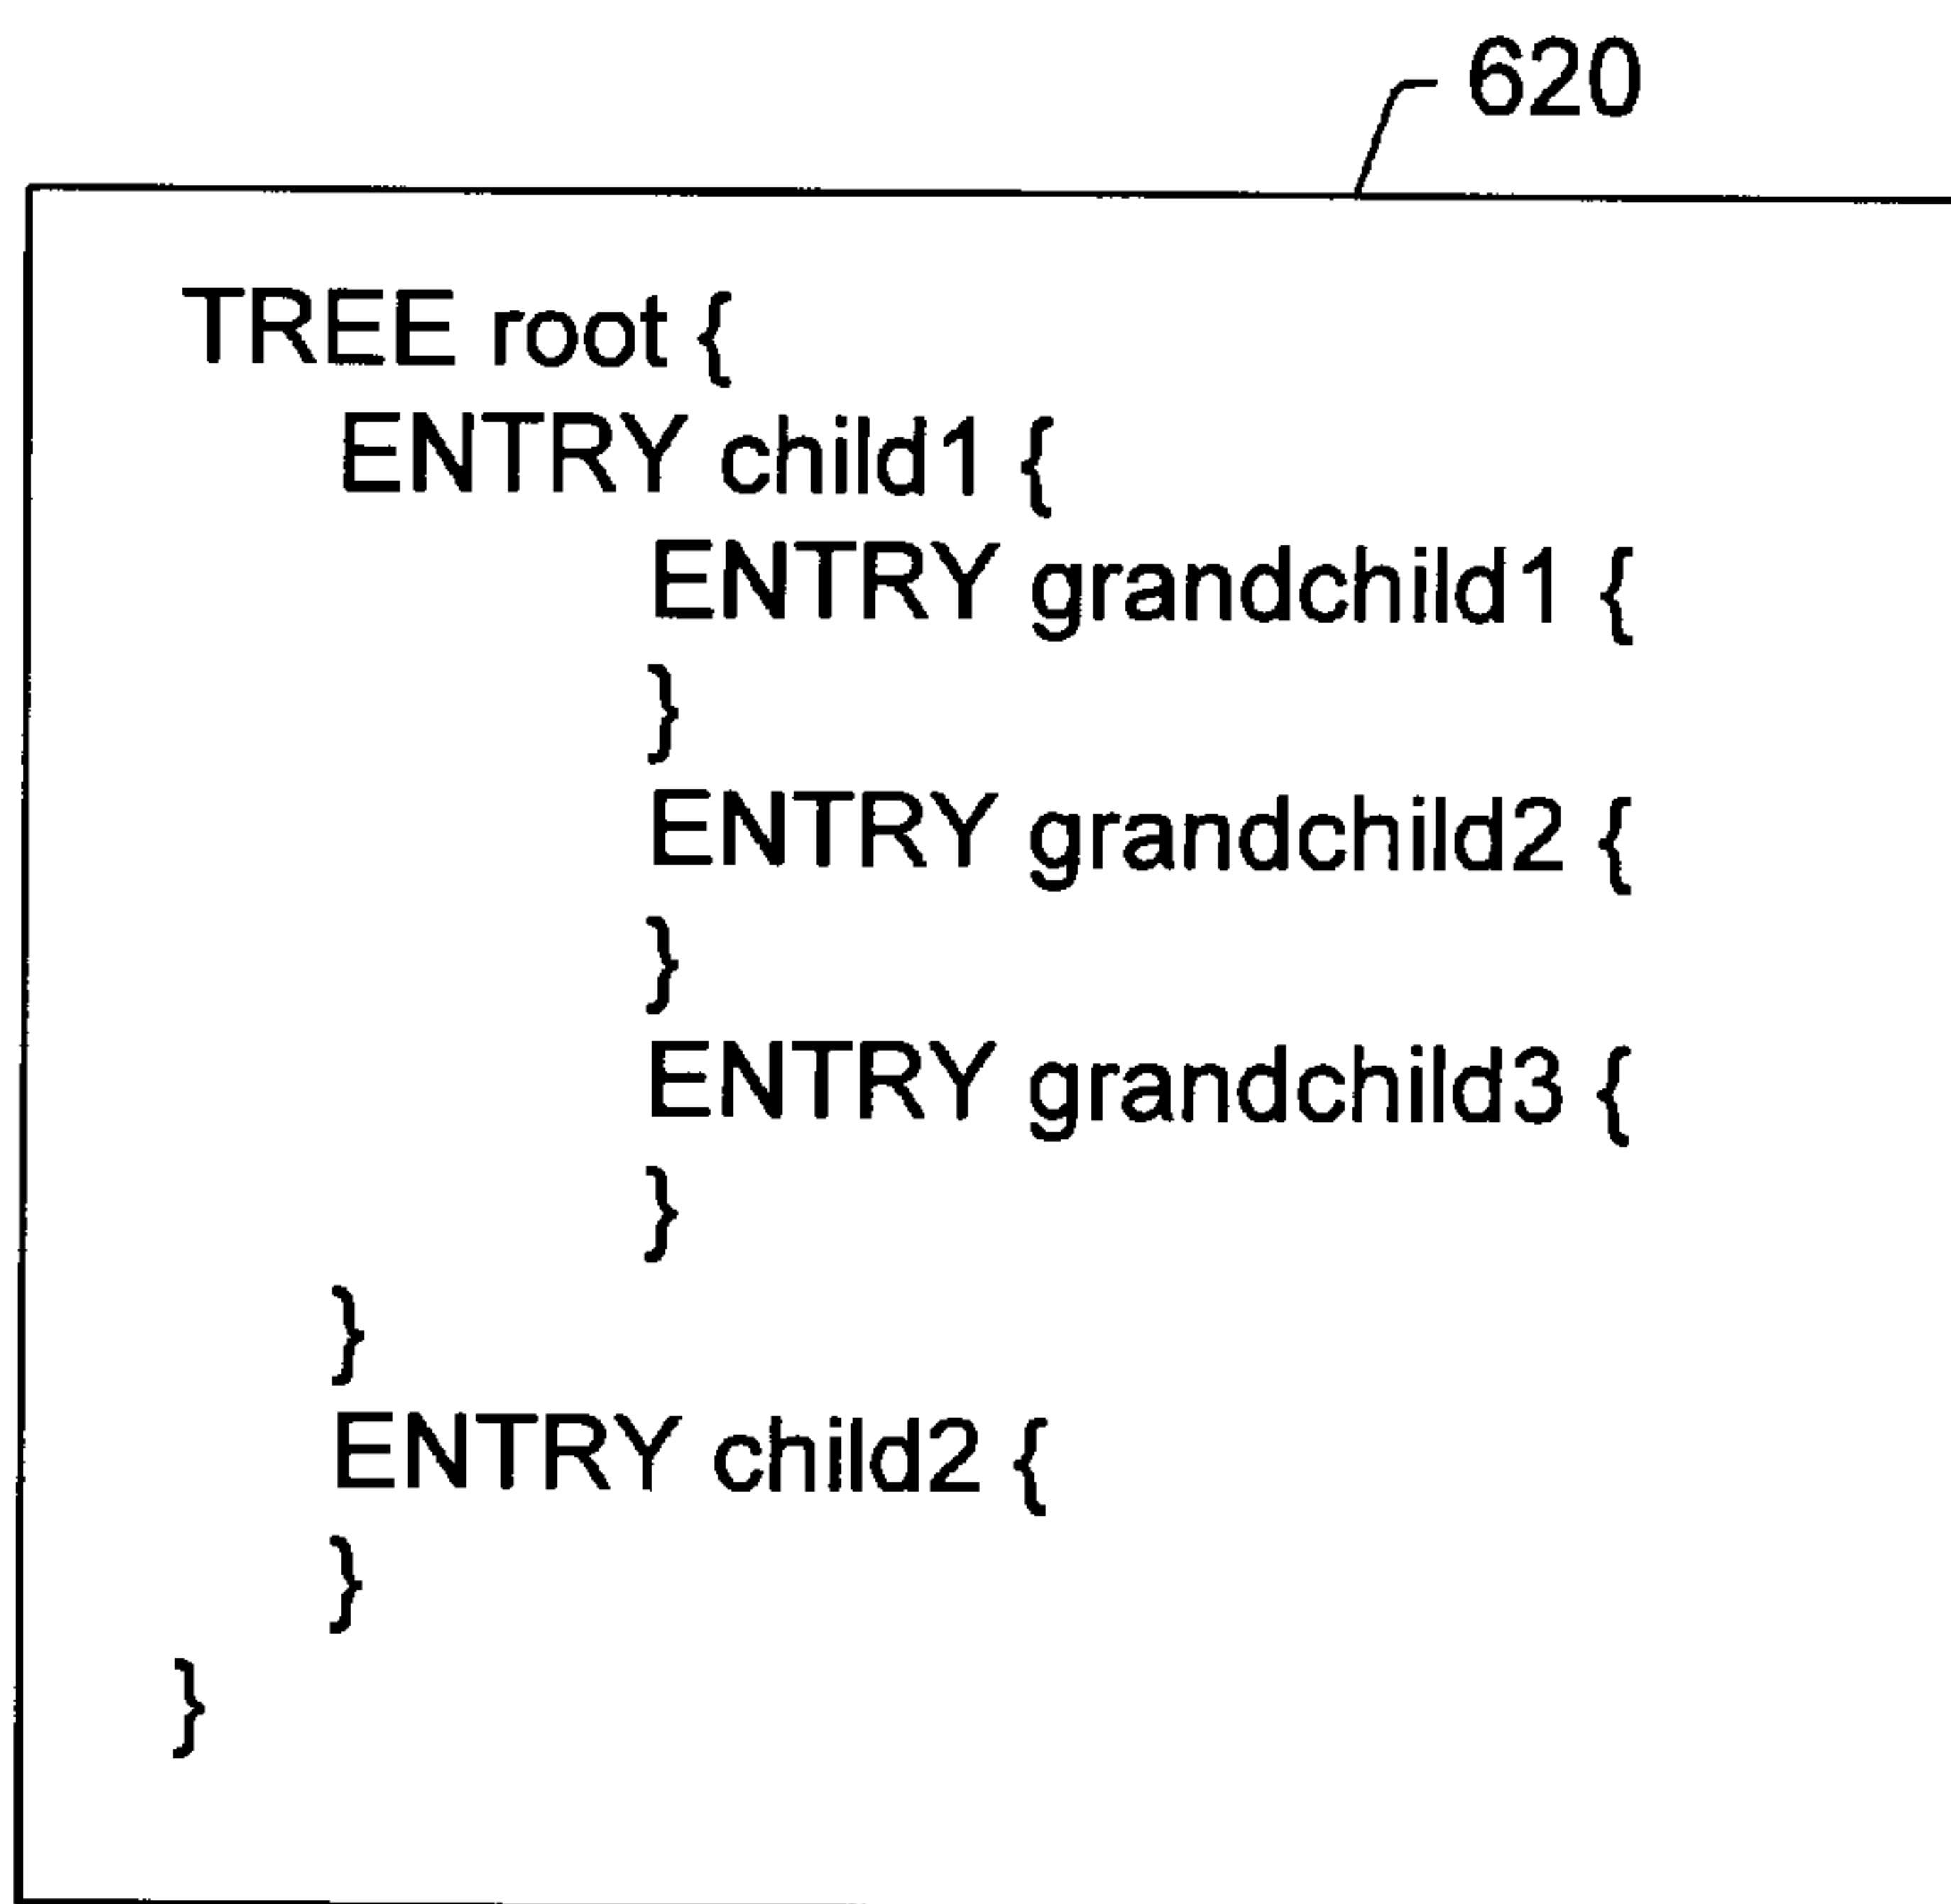 620
TREE root {
ENTRY child1 {
ENTRY grandchild1 {
}
ENTRY grandchild2 {
}
ENTRY grandchild3 {
}
}
ENTRY child2 {
}
}